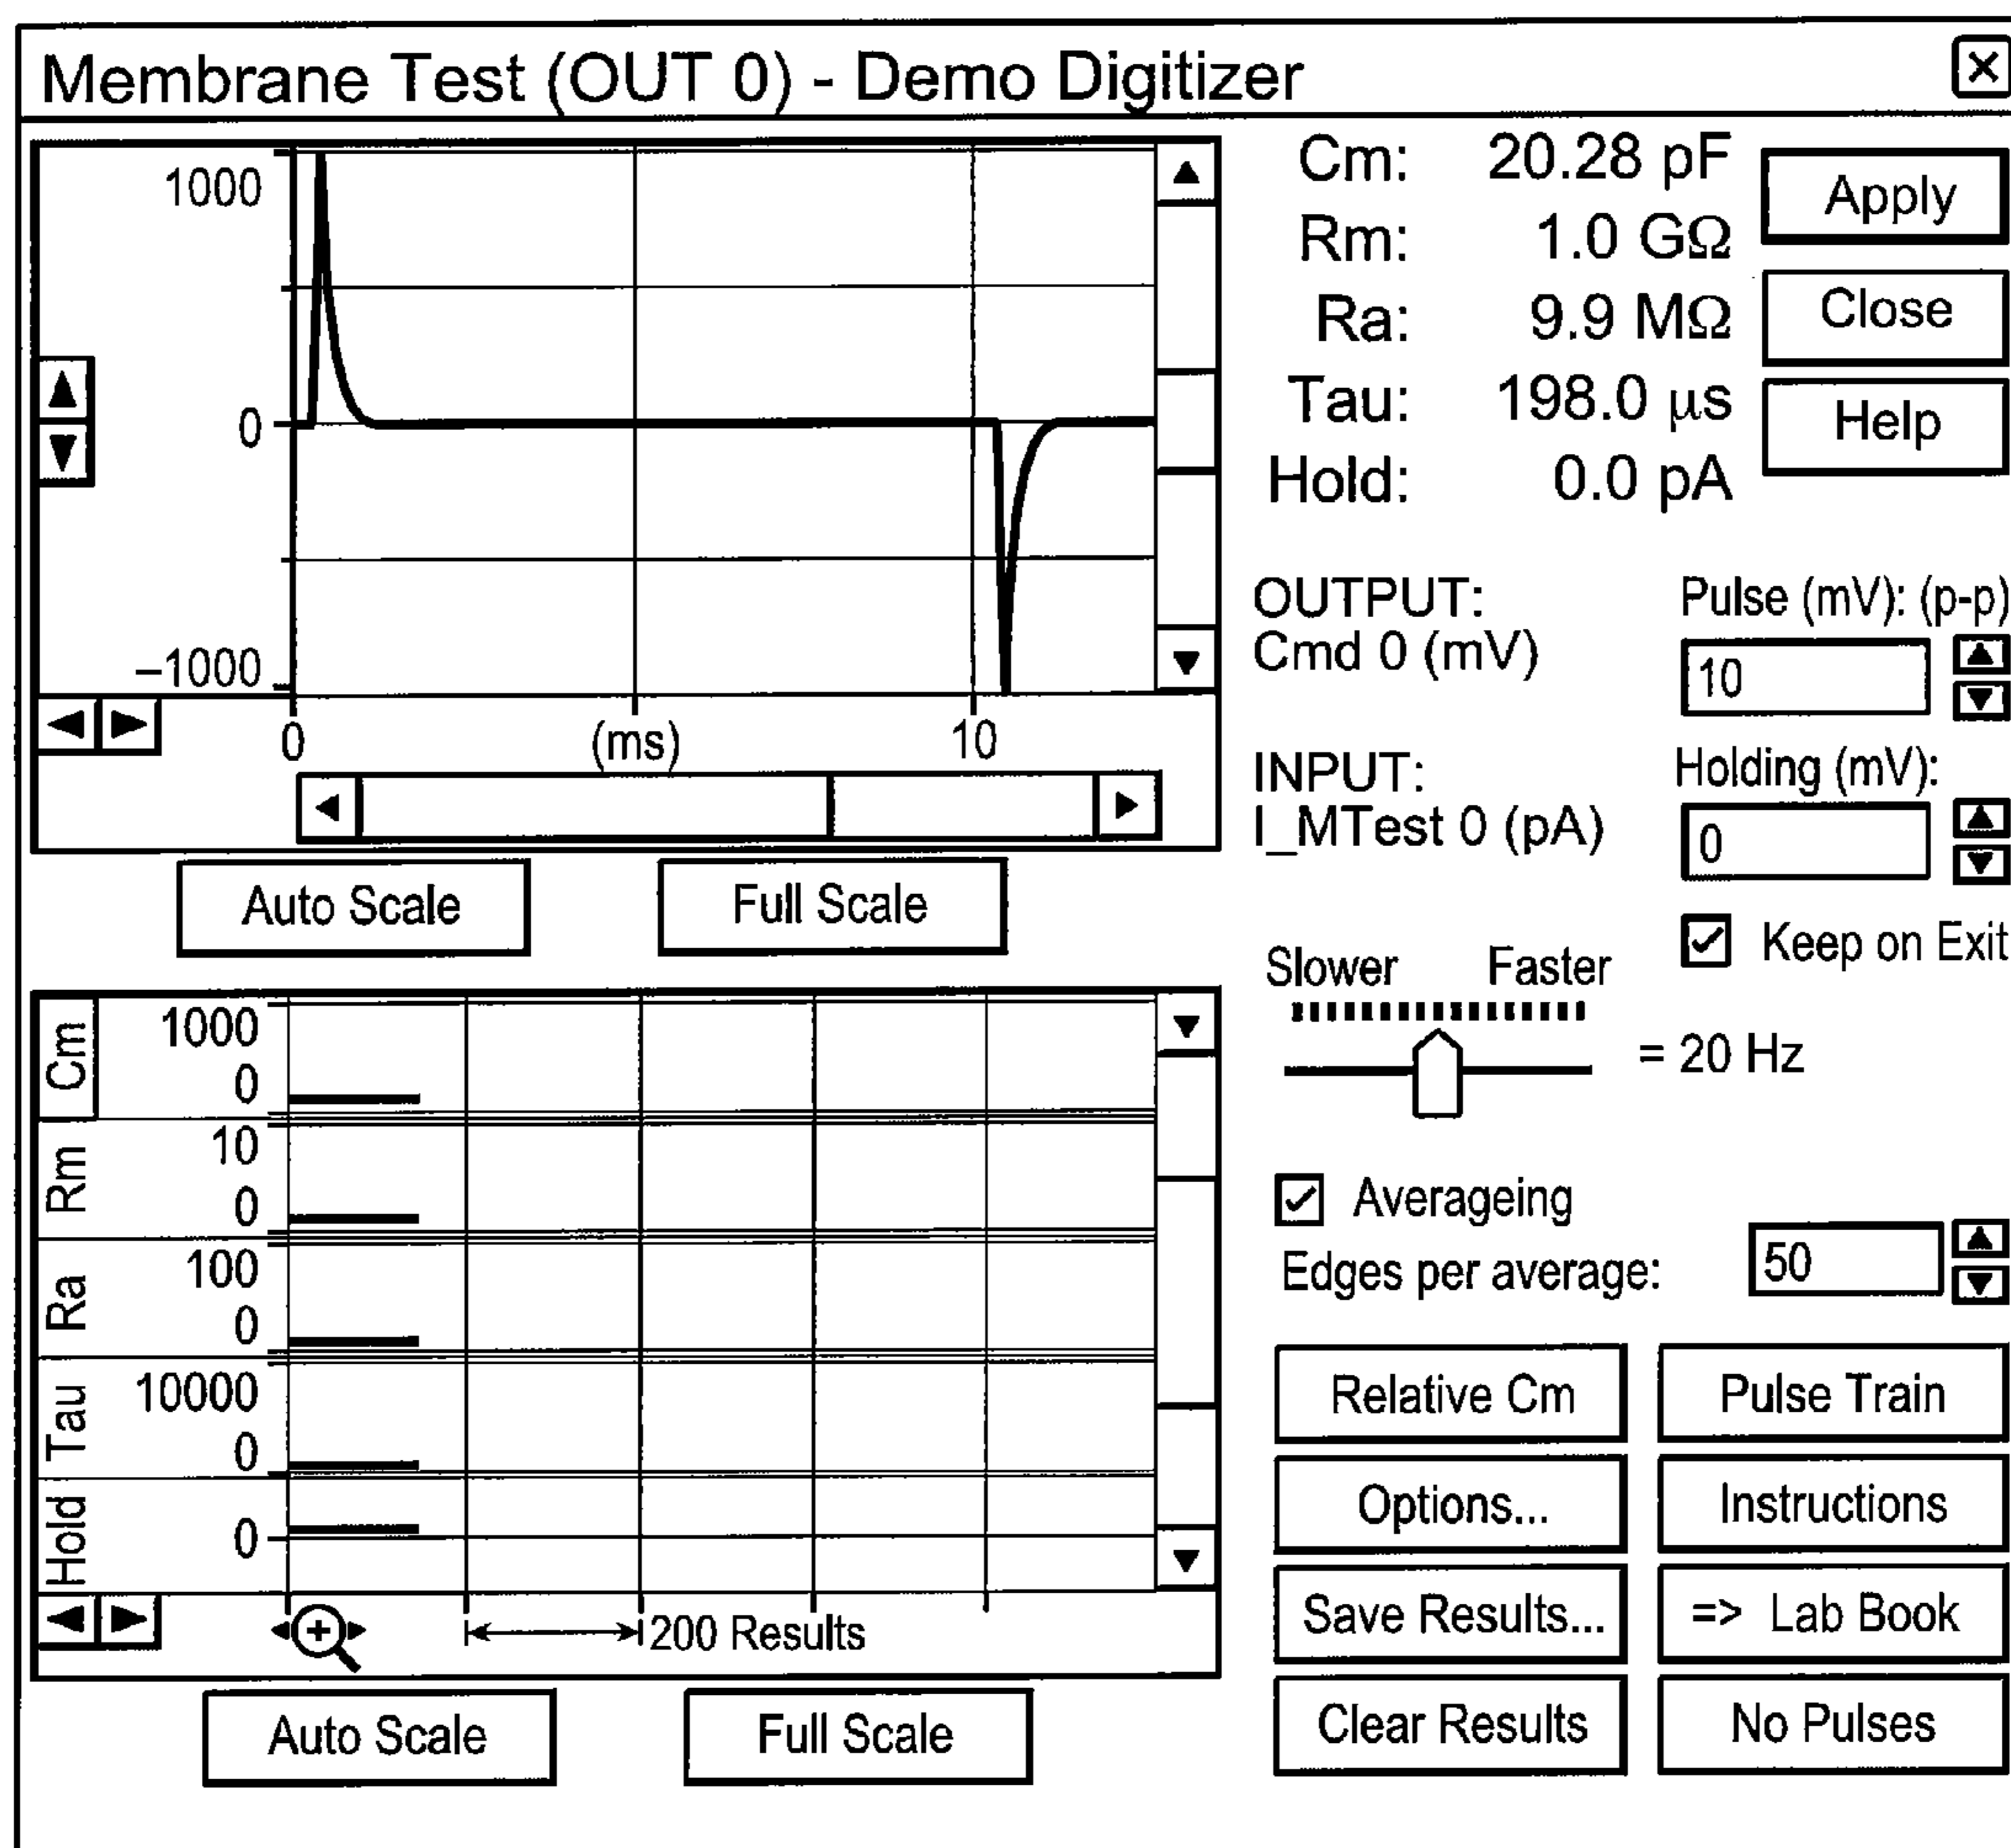 Membrane Test (OUT 0) - Demo Digitizer
1000
0
–1000
0
(ms)
10
Auto Scale
Full Scale
Cm: 20.28 pF
Rm: 1.0 GΩ
Ra: 9.9 MΩ
Tau: 198.0 μs
Hold: 0.0 pA
Apply
Close
Help
OUTPUT:
Cmd 0 (mV)
Pulse (mV): (p-p)
10
INPUT:
I_MTest 0 (pA)
Holding (mV):
0
Keep on Exit
Slower Faster
= 20 Hz
Averageing
Edges per average: 50
Cm
1000
0
Rm
10
0
Ra
100
0
Tau
10000
0
Hold
0
200 Results
Auto Scale
Full Scale
Relative Cm
Pulse Train
Options...
Instructions
Save Results...
=> Lab Book
Clear Results
No Pulses